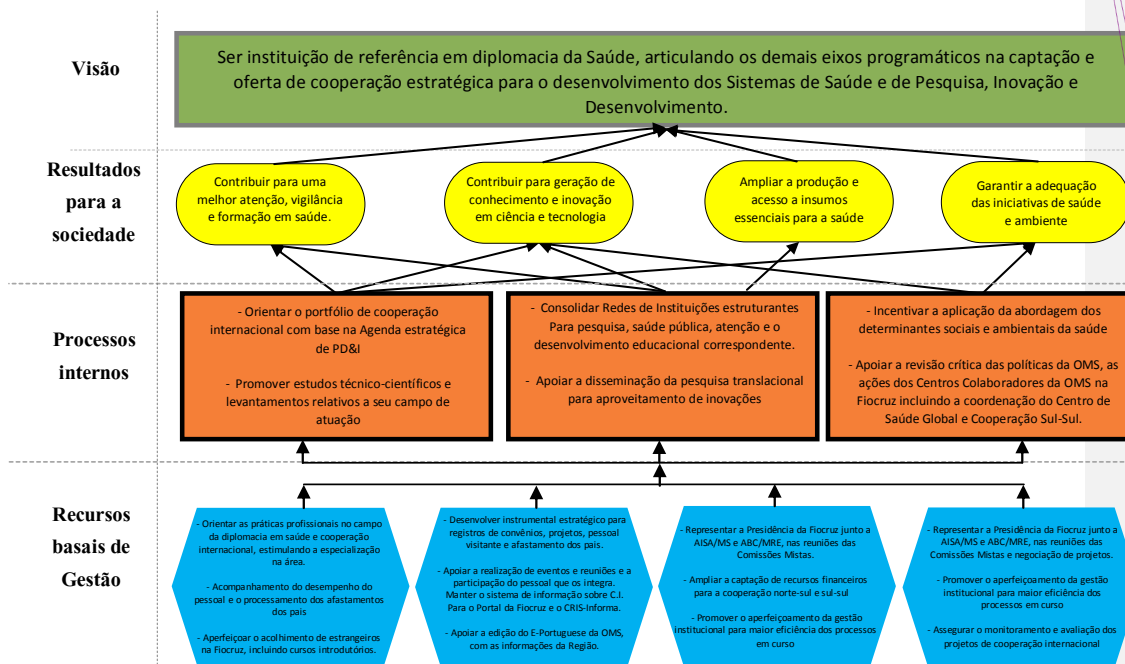 Visão
Ser instituição de referência em diplomacia da Saúde, articulando os demais eixos programáticos na captação e
oferta de cooperação estratégica para o desenvolvimento dos Sistemas de Saúde e de Pesquisa, Inovação e
Desenvolvimento.
Resultados
para a
sociedade
Contribuir para uma
melhor atenção, vigilância
e formação em saúde.
Contribuir para geração de
conhecimento e inovação
em ciência e tecnologia
Ampliar a produção e
acesso a insumos
essenciais para a saúde
Garantir a adequação
das iniciativas de saúde
e ambiente
Processos
internos
- Orientar o portfólio de cooperação
internacional com base na Agenda estratégica
de PD&I
- Promover estudos técnico-científicos e
levantamentos relativos a seu campo de
atuação
- Consolidar Redes de Instituições estruturantes
Para pesquisa, saúde pública, atenção e o
desenvolvimento educacional correspondente.
- Apoiar a disseminação da pesquisa translacional
para aproveitamento de inovações
- Incentivar a aplicação da abordagem dos
determinantes sociais e ambientais da saúde
- Apoiar a revisão crítica das políticas da OMS, as
ações dos Centros Colaboradores da OMS na
Fiocruz incluindo a coordenação do Centro de
Saúde Global e Cooperação Sul-Sul.
Recursos
basais de
Gestão
- Orientar as práticas profissionais no campo
da diplomacia em saúde e cooperação
internacional, estimulando a especialização
na área.
- Acompanhamento do desempenho do
pessoal e o processamento dos afastamentos
dos pais
- Aperfeiçoar o acolhimento de estrangeiros
na Fiocruz, incluindo cursos introdutórios.
- Desenvolver instrumental estratégico para
registros de convênios, projetos, pessoal
visitante e afastamento dos pais.
- Apoiar a realização de eventos e reuniões e a
participação do pessoal que os integra.
Manter o sistema de informação sobre C.I.
Para o Portal da Fiocruz e o CRIS-Informa.
- Apoiar a edição do E-Portuguese da OMS,
com as informações da Região.
- Representar a Presidência da Fiocruz junto a
AISA/MS e ABC/MRE, nas reuniões das
Comissões Mistas.
- Ampliar a captação de recursos financeiros
para a cooperação norte-sul e sul-sul
- Promover o aperfeiçoamento da gestão
institucional para maior eficiência dos processos
em curso
- Representar a Presidência da Fiocruz junto a
AISA/MS e ABC/MRE, nas reuniões das
Comissões Mistas e negociação de projetos.
- Promover o aperfeiçoamento da gestão
institucional para maior eficiência dos
processos em curso
- Assegurar o monitoramento e avaliação dos
projetos de cooperação internacional